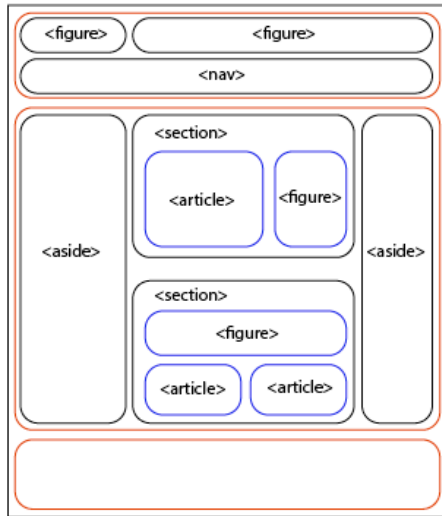 <figure> <figure>
<nav>
<section>
<article> <figure>
<aside> <aside>
<section>
<figure>
<article> <article>